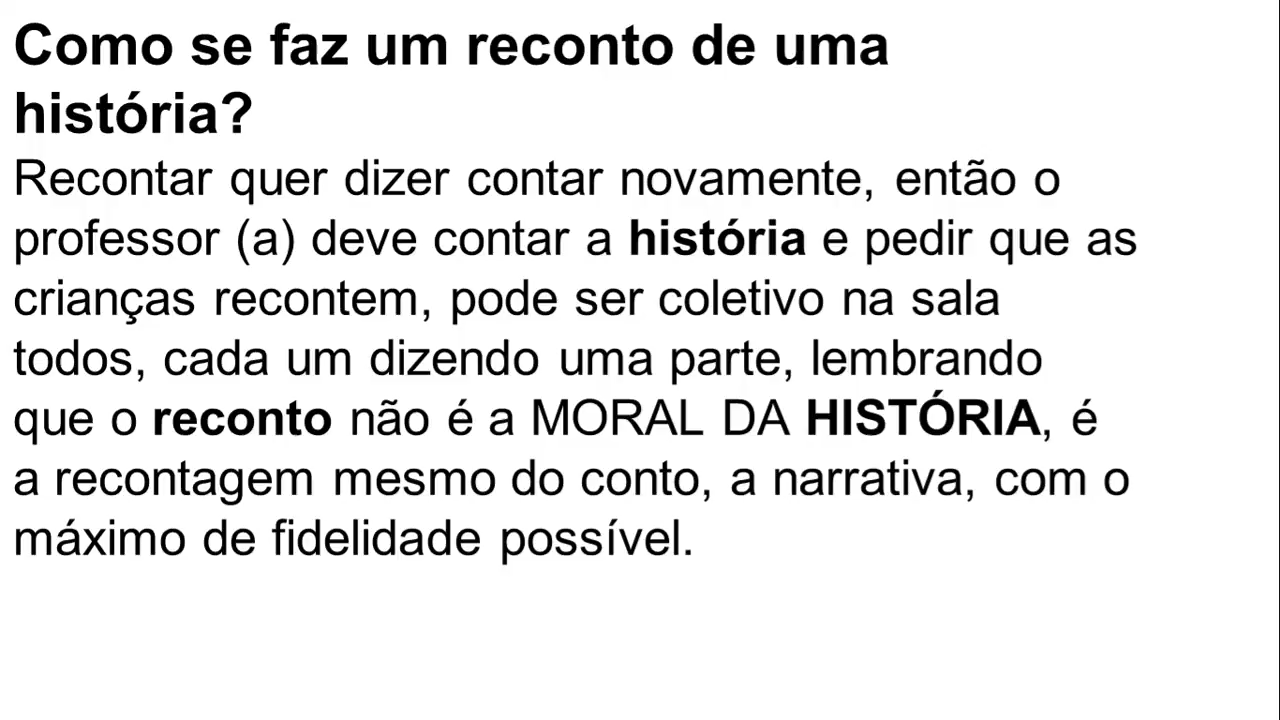 Como se faz um reconto de uma
história?
Recontar quer dizer contar novamente, então o
professor (a) deve contar a história e pedir que as
crianças recontem, pode ser coletivo na sala
todos, cada um dizendo uma parte, lembrando
que o reconto não é a MORAL DA HISTÓRIA, é
a recontagem mesmo do conto, a narrativa, com o
máximo de fidelidade possível.